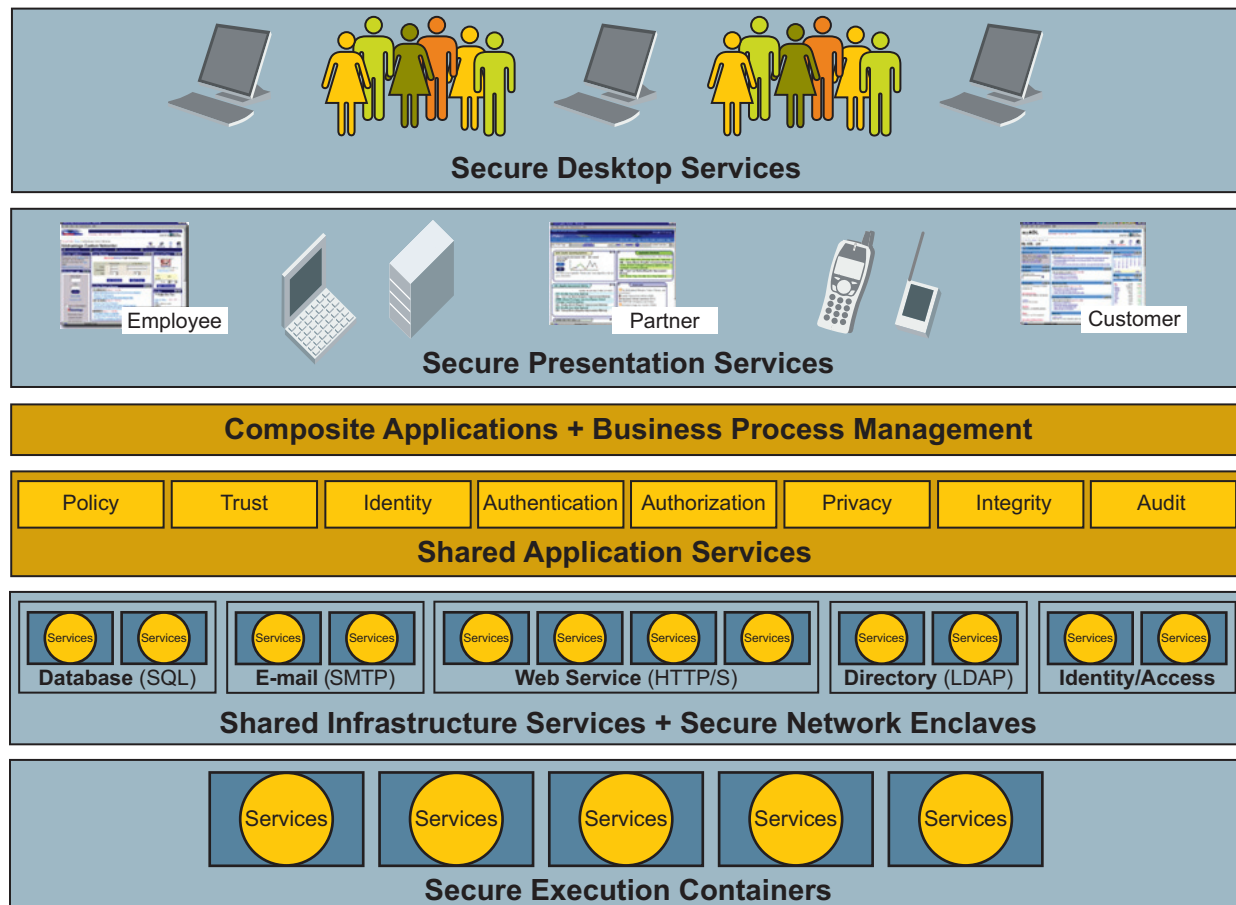 Secure Desktop Services
Employee
Partner
Customer
Secure Presentation Services
Composite Applications + Business Process Management
Policy
Trust
Identity
Authentication
Authorization
Privacy
Integrity
Audit
Shared Application Services
Services
Services
Database (SQL)
Services
Services
E-mail (SMTP)
Services
Services
Services
Services
Web Service (HTTP/S)
Services
Services
Directory (LDAP)
Services
Services
Identity/Access
Shared Infrastructure Services + Secure Network Enclaves
Services
Services
Services
Services
Services
Secure Execution Containers